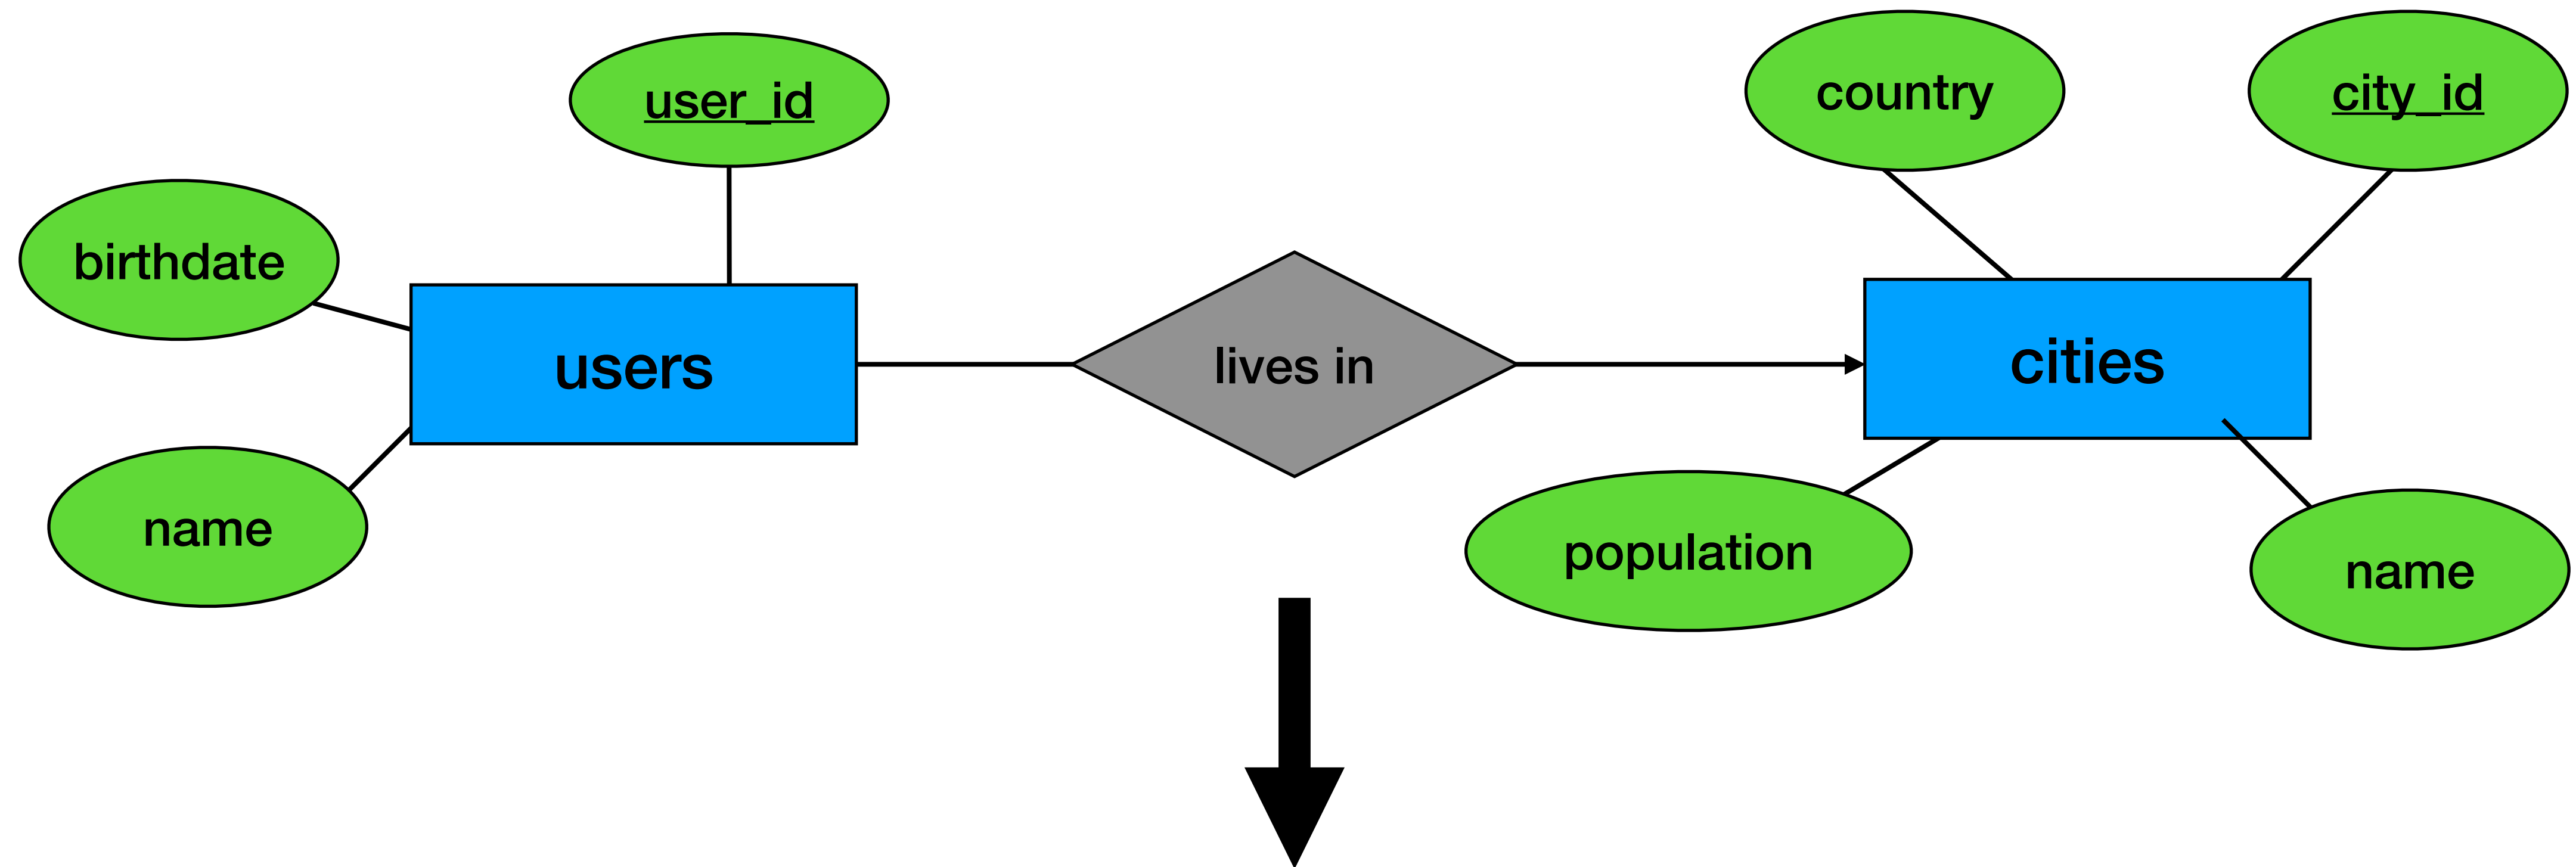 user_id
country
city_id
birthdate
users
lives in
cities
name
population
name